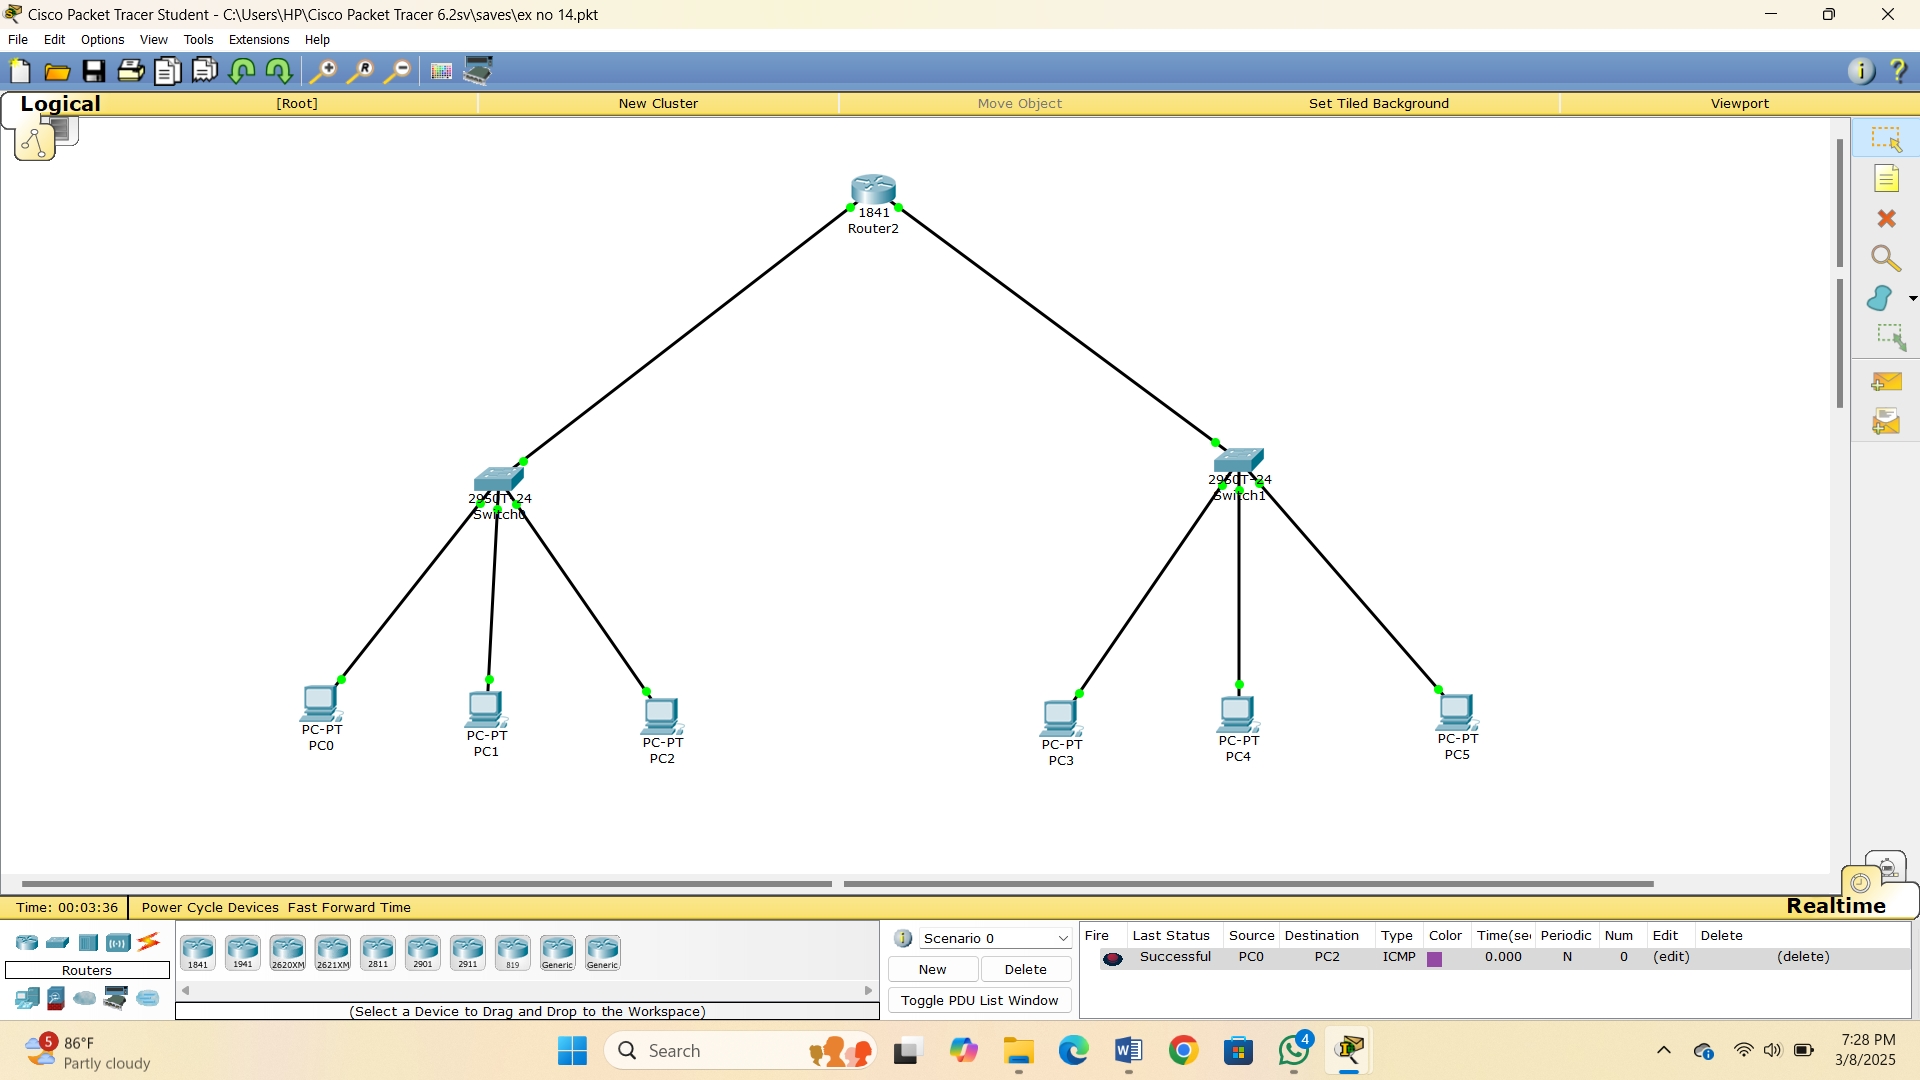 Cisco Packet Tracer Student - C:\Users\HP\Cisco Packet Tracer 6.2sv\saves\ex no 14.pkt
File Edit Options View Tools Extensions Help
Logical [Root] New Cluster Move Object Set Tiled Background Viewport
1841
Router2
2950T-24
Switch0
2950T-24
Switch1
PC-PT
PC0
PC-PT
PC1
PC-PT
PC2
PC-PT
PC3
PC-PT
PC4
PC-PT
PC5
Time: 00:03:36 Power Cycle Devices Fast Forward Time Realtime
Routers
1841 1941 2620XM 2621XM 2811 2901 2911 819 Generic Generic
(Select a Device to Drag and Drop to the Workspace)
Scenario 0
New Delete
Toggle PDU List Window
Fire Last Status Source Destination Type Color Time(sec Periodic Num Edit Delete
Successful PC0 PC2 ICMP 0.000 N 0 (edit) (delete)
5 86°F
Partly cloudy
Search
4
7:28 PM
3/8/2025